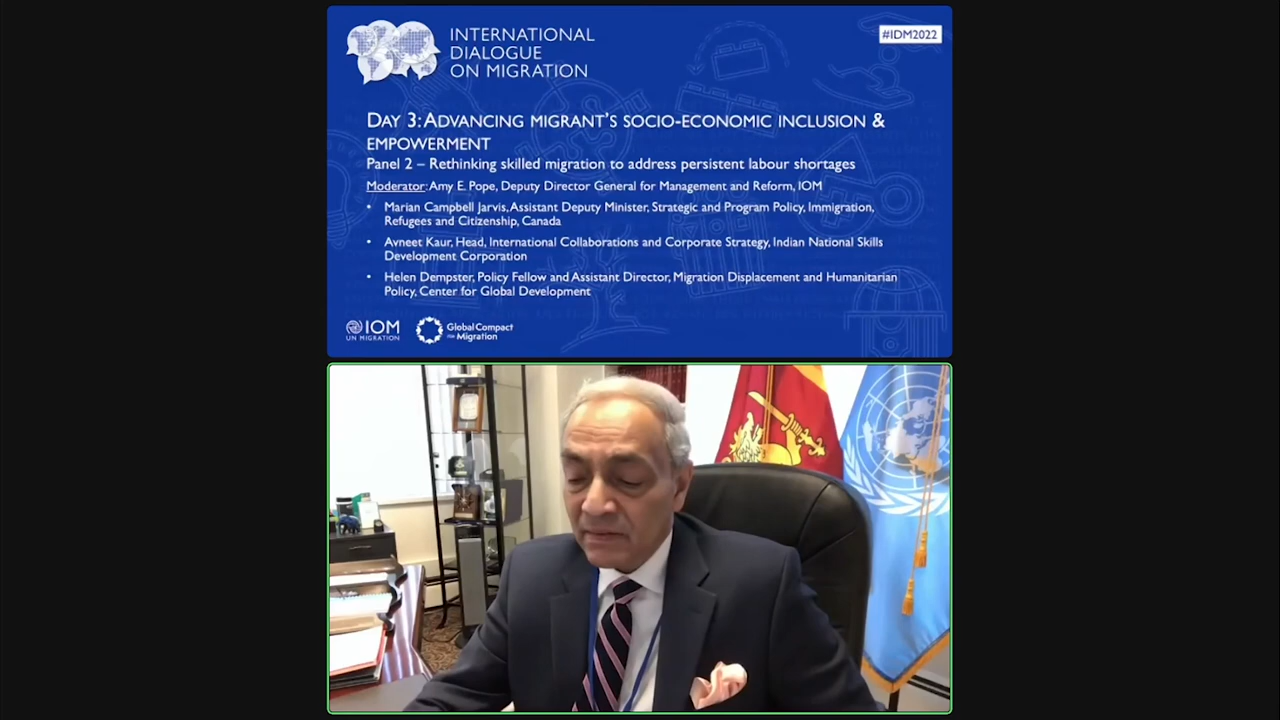 INTERNATIONAL
DIALOGUE
ON MIGRATION
#IDM2022
DAY 3: ADVANCING MIGRANT'S SOCIO-ECONOMIC INCLUSION &
EMPOWERMENT
Panel 2 – Rethinking skilled migration to address persistent labour shortages
Moderator: Amy E. Pope, Deputy Director General for Management and Reform, IOM
• Marian Campbell Jarvis, Assistant Deputy Minister, Strategic and Program Policy, Immigration,
Refugees and Citizenship, Canada
• Avneet Kaur, Head, International Collaborations and Corporate Strategy, Indian National Skills
Development Corporation
• Helen Dempster, Policy Fellow and Assistant Director, Migration Displacement and Humanitarian
Policy, Center for Global Development
IOM
UN MIGRATION
Global Compact
FOR Migration